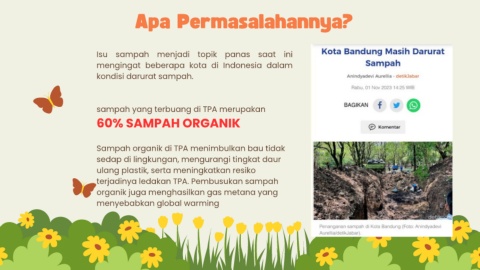 Apa Permasalahannya?
Isu sampah menjadi topik panas saat ini
mengingat beberapa kota di Indonesia dalam
kondisi darurat sampah.
sampah yang terbuang di TPA merupakan
60% SAMPAH ORGANIK
Sampah organik di TPA menimbulkan bau tidak
sedap di lingkungan, mengurangi tingkat daur
ulang plastik, serta meningkatkan resiko
terjadinya ledakan TPA. Pembusukan sampah
organik juga menghasilkan gas metana yang
menyebabkan global warming
Kota Bandung Masih Darurat
Sampah
Anindyadevi Aurellia - detikJabar
Rabu, 01 Nov 2023 14:25 WIB
BAGIKAN
Komentar
Penanganan sampah di Kota Bandung (Foto: Anindyadevi
Aurellia/detikJabar).